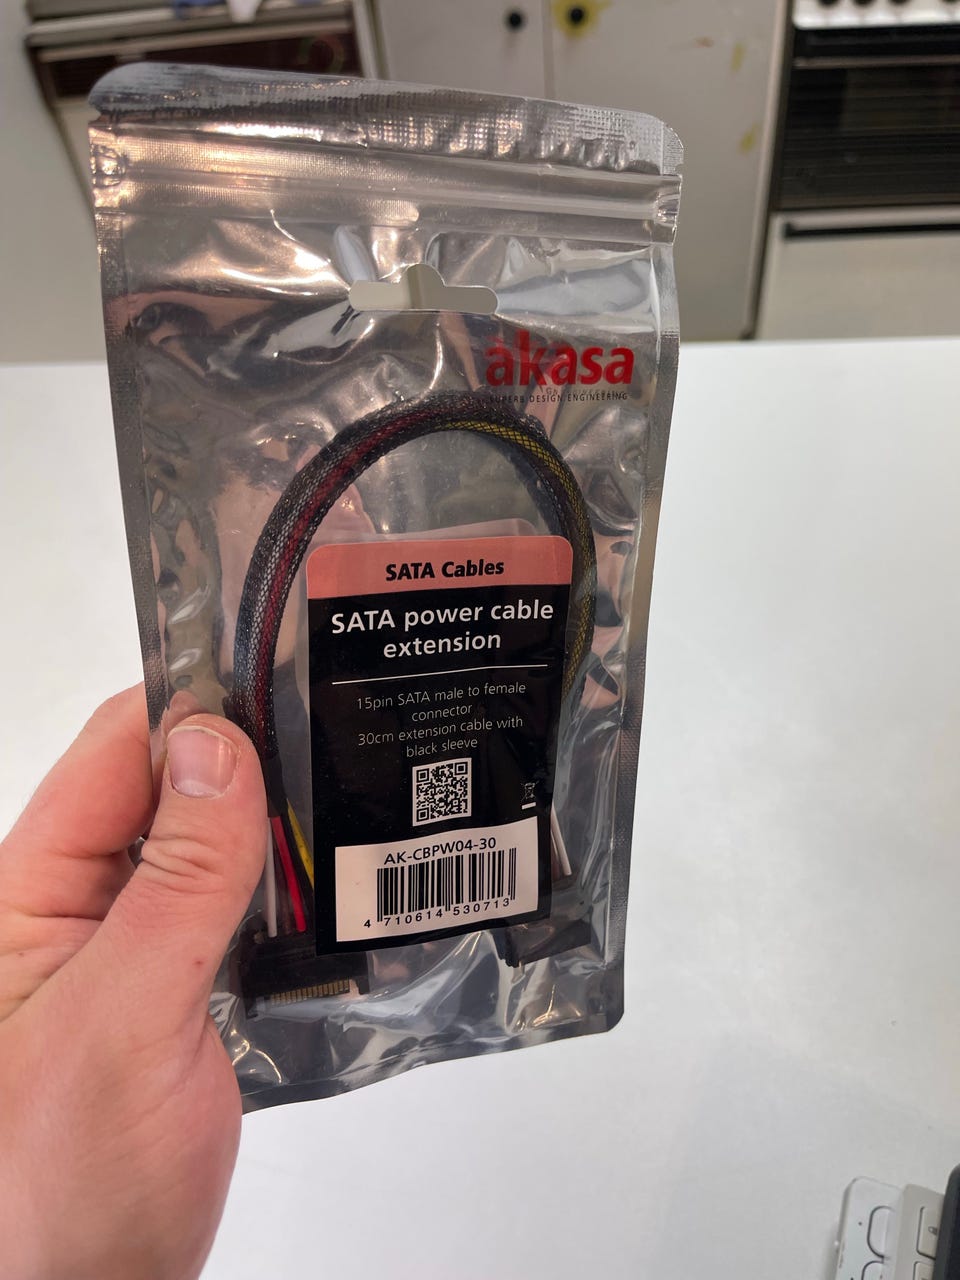 akasa
SUPERB DESIGN.ENGINEERING
SATA Cables
SATA power cable
extension
15pin SATA male to female
connector
30cm extension cable with
black sleeve
AK-CBPW04-30
4 710614 530713